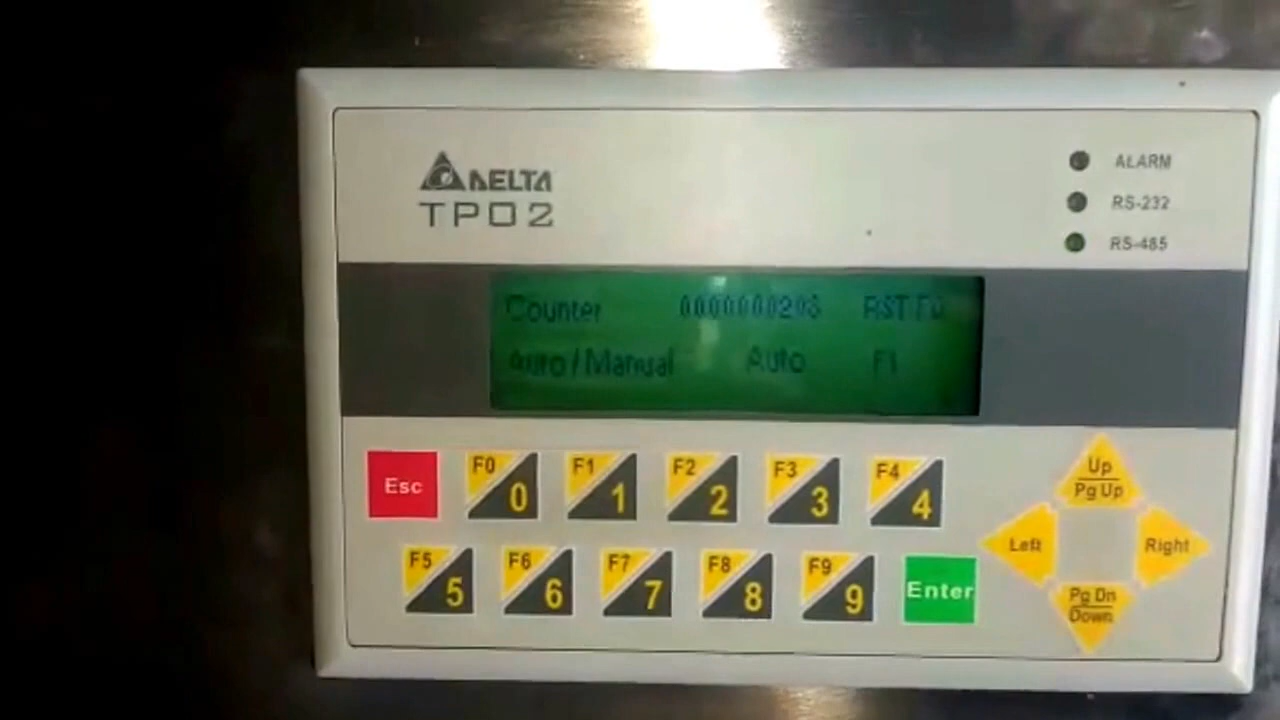 DELTA
TP02
ALARM
RS-232
RS-485
Counter RST F0
Auto / Manual Auto F1
Esc F0 0 F1 1 F2 2 F3 3 F4 4
F5 5 F6 6 F7 7 F8 8 F9 9 Enter
Up
Pg Up
Left Right
Pg Dn
Down